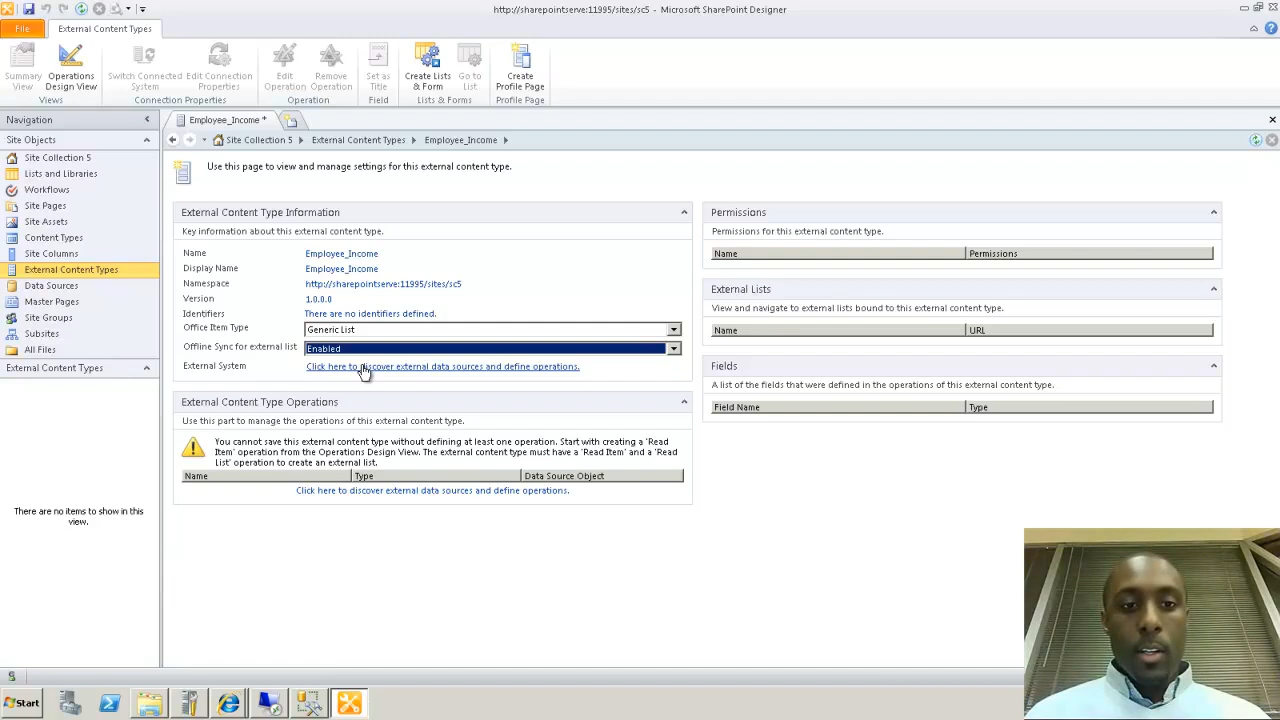 http://sharepointserve:11995/sites/sc5 - Microsoft SharePoint Designer
File
External Content Types
Summary View
Operations Design View
Switch Connected System
Edit Connection Properties
Edit Operation
Remove Operation
Set as Title
Create Lists & Form
Go to List
Create Profile Page
Views
Connection Properties
Operation
Field
Lists & Forms
Profile Page
Navigation
Employee_Income *
Site Objects
Site Collection 5
External Content Types
Employee_Income
Site Collection 5
Lists and Libraries
Workflows
Site Pages
Site Assets
Content Types
Site Columns
External Content Types
Data Sources
Master Pages
Site Groups
Subsites
All Files
External Content Types
There are no items to show in this
view.
Use this page to view and manage settings for this external content type.
External Content Type Information
Key information about this external content type.
Name Employee_Income
Display Name Employee_Income
Namespace http://sharepointserve:11995/sites/sc5
Version 1.0.0.0
Identifiers There are no identifiers defined.
Office Item Type Generic List
Offline Sync for external list Enabled
External System Click here to discover external data sources and define operations.
External Content Type Operations
Use this part to manage the operations of this external content type.
You cannot save this external content type without defining at least one operation. Start with creating a 'Read
Item' operation from the Operations Design View. The external content type must have a 'Read Item' and a 'Read
List' operation to create an external list.
Name Type Data Source Object
Click here to discover external data sources and define operations.
Permissions
Permissions for this external content type.
Name Permissions
External Lists
View and navigate to external lists bound to this external content type.
Name URL
Fields
A list of the fields that were defined in the operations of this external content type.
Field Name Type
Start